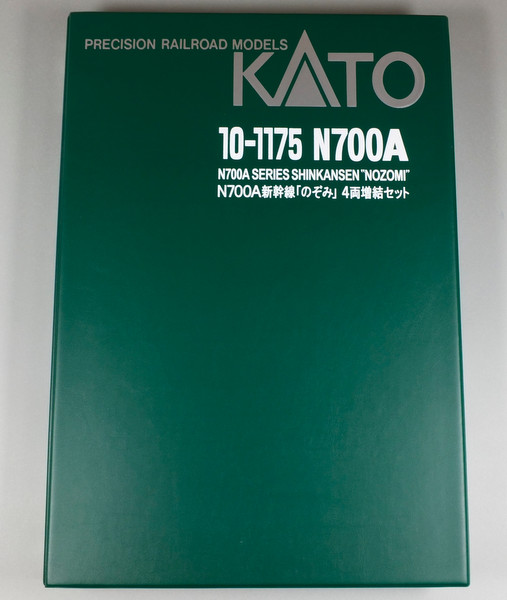 PRECISION RAILROAD MODELS
KATO
10-1175 N700A
N700A SERIES SHINKANSEN "NOZOMI"
N700A新幹線「のぞみ」 4両増結セット